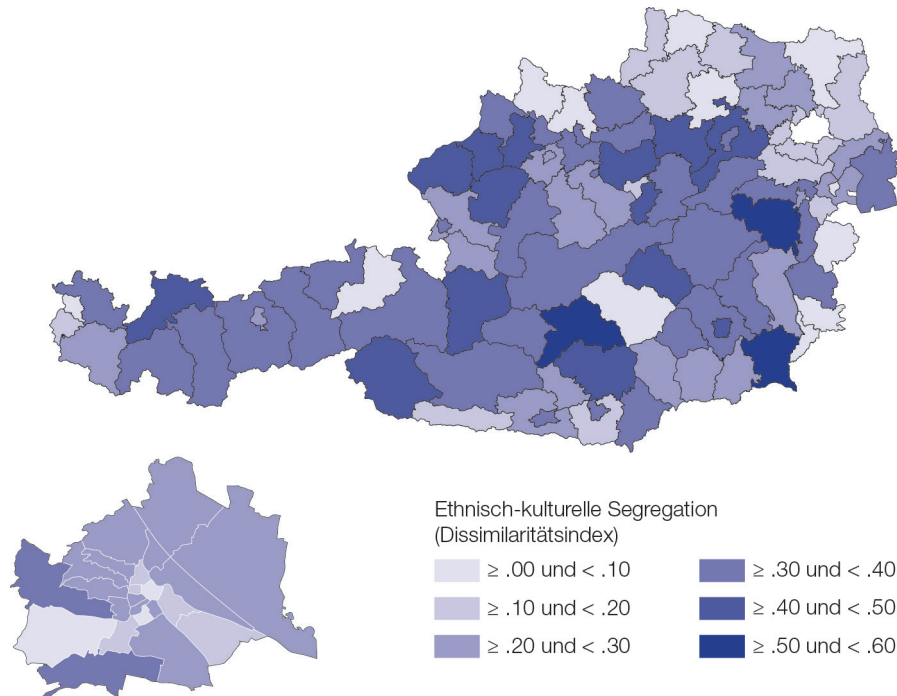 Ethnisch-kulturelle Segregation
(Dissimilaritätsindex)
≥ .00 und < .10
≥ .10 und < .20
≥ .20 und < .30
≥ .30 und < .40
≥ .40 und < .50
≥ .50 und < .60